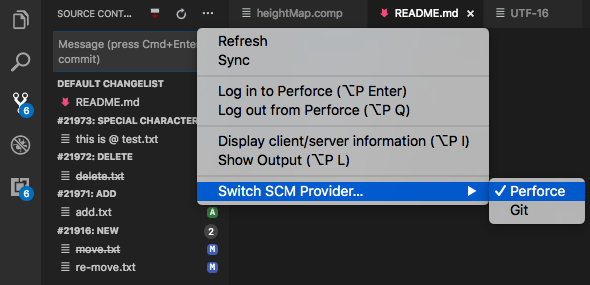 SOURCE CONT...
heightMap.comp
README.md
UTF-16
Message (press Cmd+Enter
commit)
Refresh
Sync
Log in to Perforce (⌥P Enter)
Log out from Perforce (⌥P Q)
Display client/server information (⌥P I)
Show Output (⌥P L)
Switch SCM Provider...
Perforce
Git
DEFAULT CHANGELIST
README.md
#21973: SPECIAL CHARACTER
this is @ test.txt
#21972: DELETE
delete.txt
#21971: ADD
add.txt
A
#21916: NEW
2
move.txt
M
re-move.txt
M
6
6